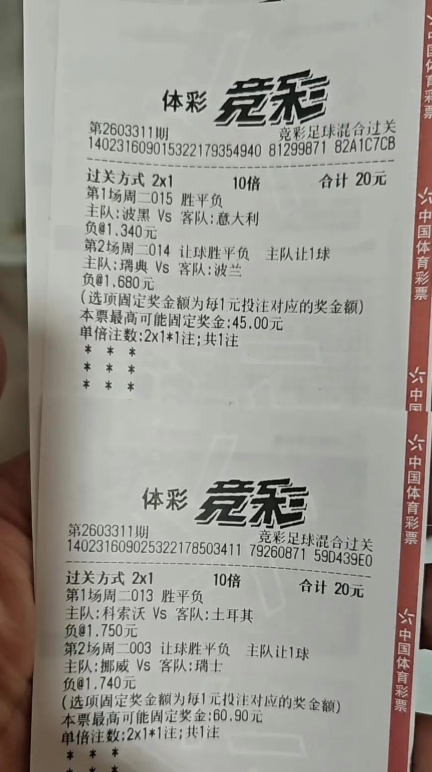 体彩 竞彩
第2603311期 竞彩足球混合过关
140231609015322179354940 81299871 82A1C7CB
过关方式 2x1 10倍 合计 20元
第1场周二015 胜平负
主队:波黑 Vs 客队:意大利
负@1.340元
第2场周二014 让球胜平负 主队让1球
主队:瑞典 Vs 客队:波兰
负@1.680元
(选项固定奖金额为每1元投注对应的奖金额)
本票最高可能固定奖金:45.00元
单倍注数:2x1*1注;共1注
* * *
* * *
* * *
体彩 竞彩
第2603311期 竞彩足球混合过关
140231609025322178503411 79260871 59D439E0
过关方式 2x1 10倍 合计 20元
第1场周二013 胜平负
主队:科索沃 Vs 客队:土耳其
负@1.750元
第2场周二003 让球胜平负 主队让1球
主队:挪威 Vs 客队:瑞士
负@1.740元
(选项固定奖金额为每1元投注对应的奖金额)
本票最高可能固定奖金:60.90元
单倍注数:2x1*1注;共1注
* * *
* * *
中国体育彩票
中国
中国体育彩票
中国体育彩票